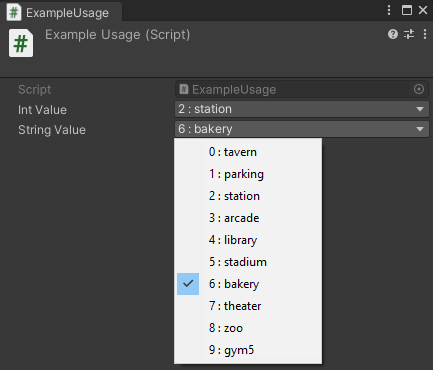 ExampleUsage
Example Usage (Script)
Script ExampleUsage
Int Value 2 : station
String Value 6 : bakery
0 : tavern
1 : parking
2 : station
3 : arcade
4 : library
5 : stadium
6 : bakery
7 : theater
8 : zoo
9 : gym5